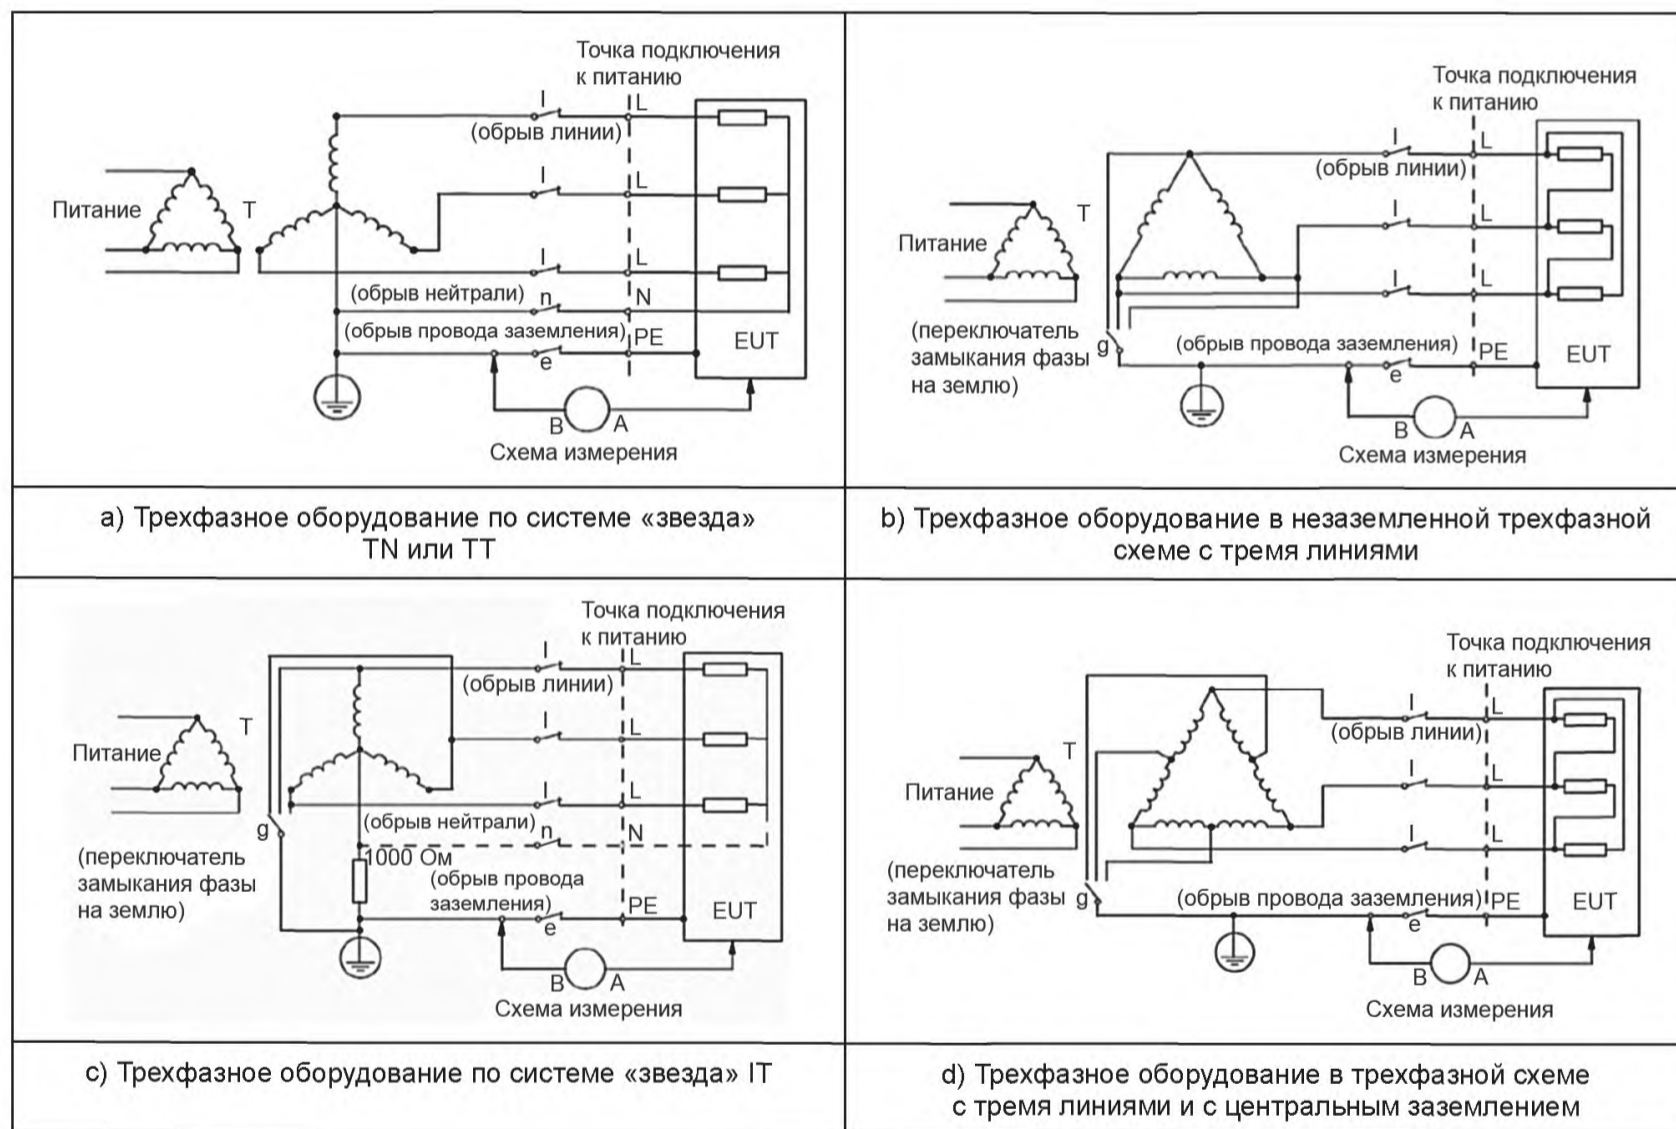 Точка подключения
к питанию
l
L
(обрыв линии)
l
L
Питание
T
l
L
(обрыв нейтрали)
n
N
(обрыв провода заземления)
PE
e
EUT
B
A
Схема измерения
a) Трехфазное оборудование по системе «звезда»
TN или TT
Точка подключения
к питанию
l
L
(обрыв линии)
T
l
L
Питание
l
L
(переключатель
замыкания фазы
на землю)
g
(обрыв провода заземления)
PE
e
EUT
B
A
Схема измерения
b) Трехфазное оборудование в незаземленной трехфазной
схеме с тремя линиями
Точка подключения
к питанию
l
L
(обрыв линии)
T
l
L
Питание
l
L
g
(обрыв нейтрали)
n
N
(переключатель
замыкания фазы
на землю)
1000 Ом
(обрыв провода
заземления)
e
PE
EUT
B
A
Схема измерения
c) Трехфазное оборудование по системе «звезда» IT
Точка подключения
к питанию
l
L
(обрыв линии)
T
l
L
Питание
l
L
(переключатель
замыкания фазы
на землю)
g
(обрыв провода заземления)
PE
e
EUT
B
A
Схема измерения
d) Трехфазное оборудование в трехфазной схеме
с тремя линиями и с центральным заземлением